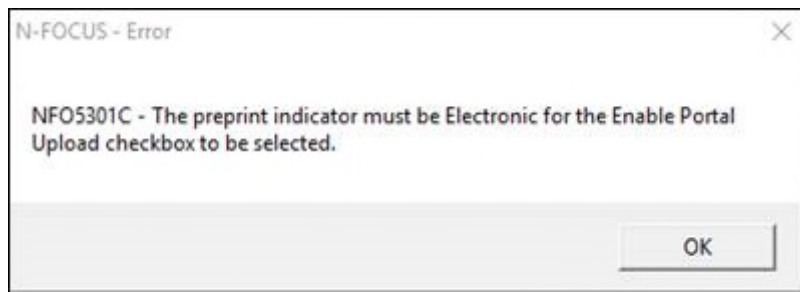 N-FOCUS - Error
NFO5301C - The preprint indicator must be Electronic for the Enable Portal
Upload checkbox to be selected.
OK